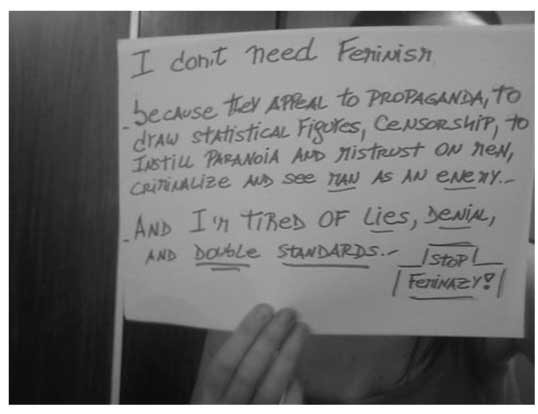 I don't need Feminism
- because they APPEAL to PROPAGANDA, to
draw statistical Figures, Censorship, to
Instill Paranoia and mistrust on men,
criminalize and see man as an enemy.-
- And I'm tired of lies, denial,
and double standards.-
Stop!
Feminazy!